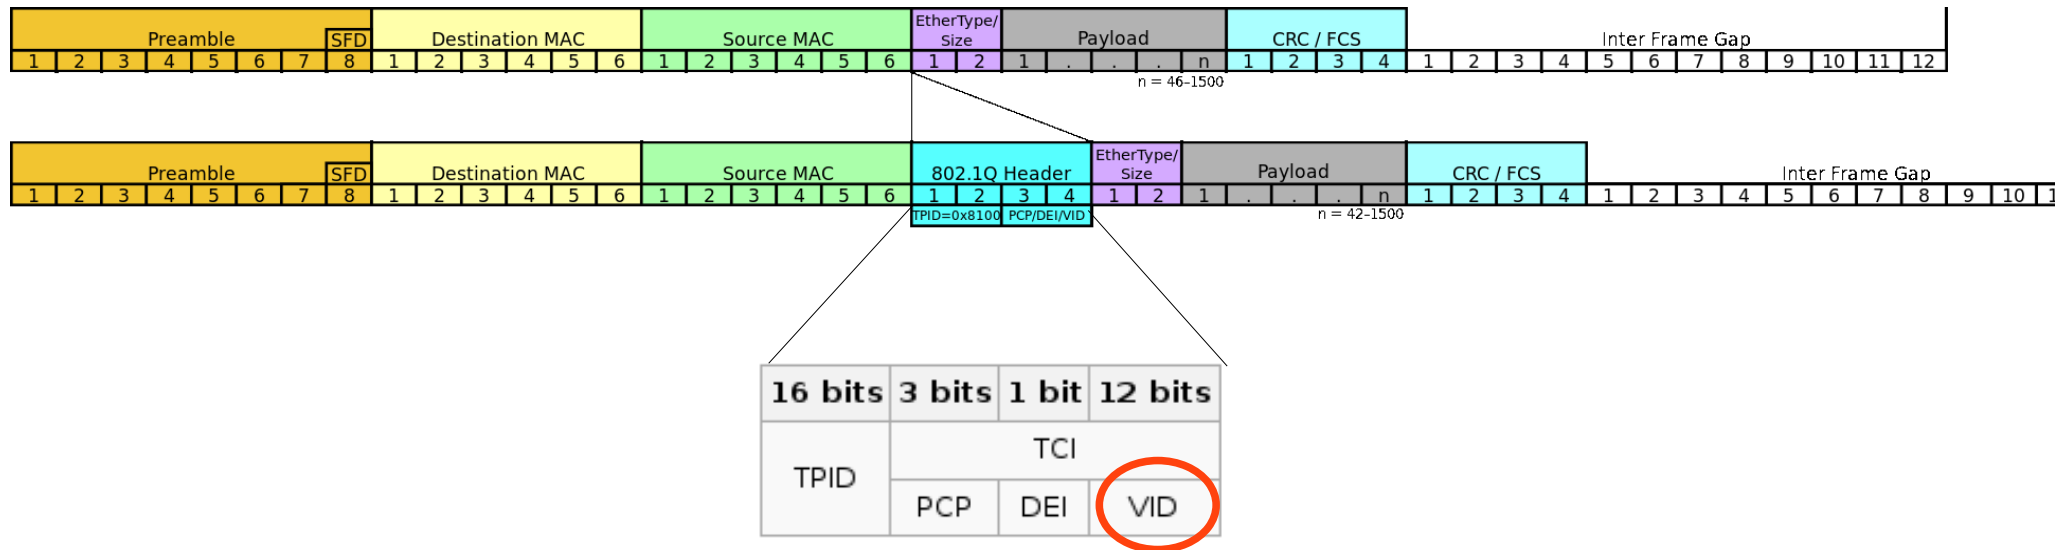 Preamble SFD Destination MAC Source MAC EtherType/ Size Payload CRC / FCS Inter Frame Gap
1 2 3 4 5 6 7 8 1 2 3 4 5 6 1 2 3 4 5 6 1 2 1 . . . n 1 2 3 4 1 2 3 4 5 6 7 8 9 10 11 12
n = 46-1500
Preamble SFD Destination MAC Source MAC 802.1Q Header EtherType/ Size Payload CRC / FCS Inter Frame Gap
1 2 3 4 5 6 7 8 1 2 3 4 5 6 1 2 3 4 5 6 1 2 3 4 1 2 1 . . . n 1 2 3 4 1 2 3 4 5 6 7 8 9 10 1
TPID=0x8100 PCP/DEI/VID n = 42-1500
16 bits 3 bits 1 bit 12 bits
TCI
TPID
PCP DEI VID